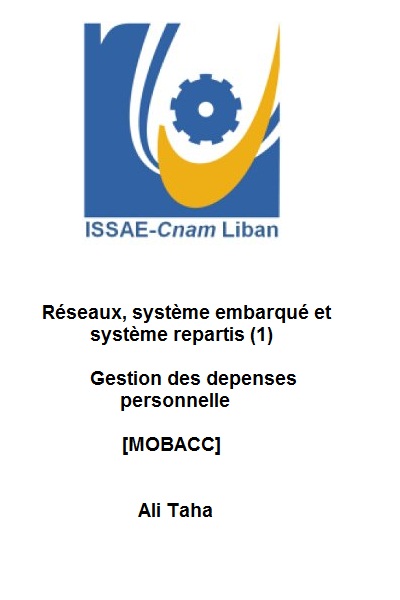 ISSAE-Cnam Liban
Réseaux, système embarqué et
système repartis (1)
Gestion des depenses
personnelle
[MOBACC]
Ali Taha